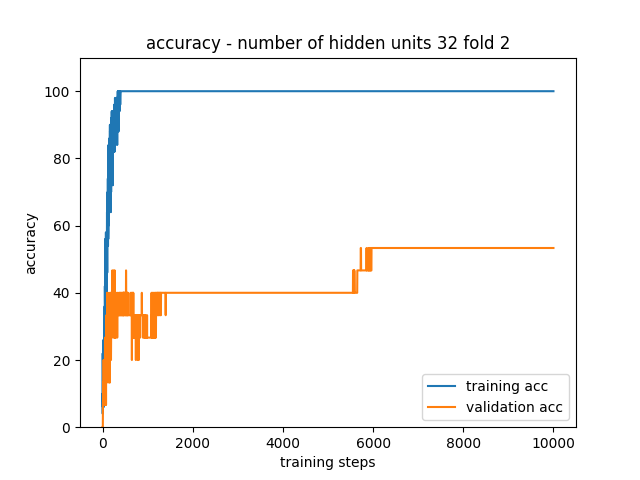 accuracy - number of hidden units 32 fold 2
100
80
60
40
20
0
accuracy
0
2000
4000
6000
8000
10000
training steps
training acc
validation acc